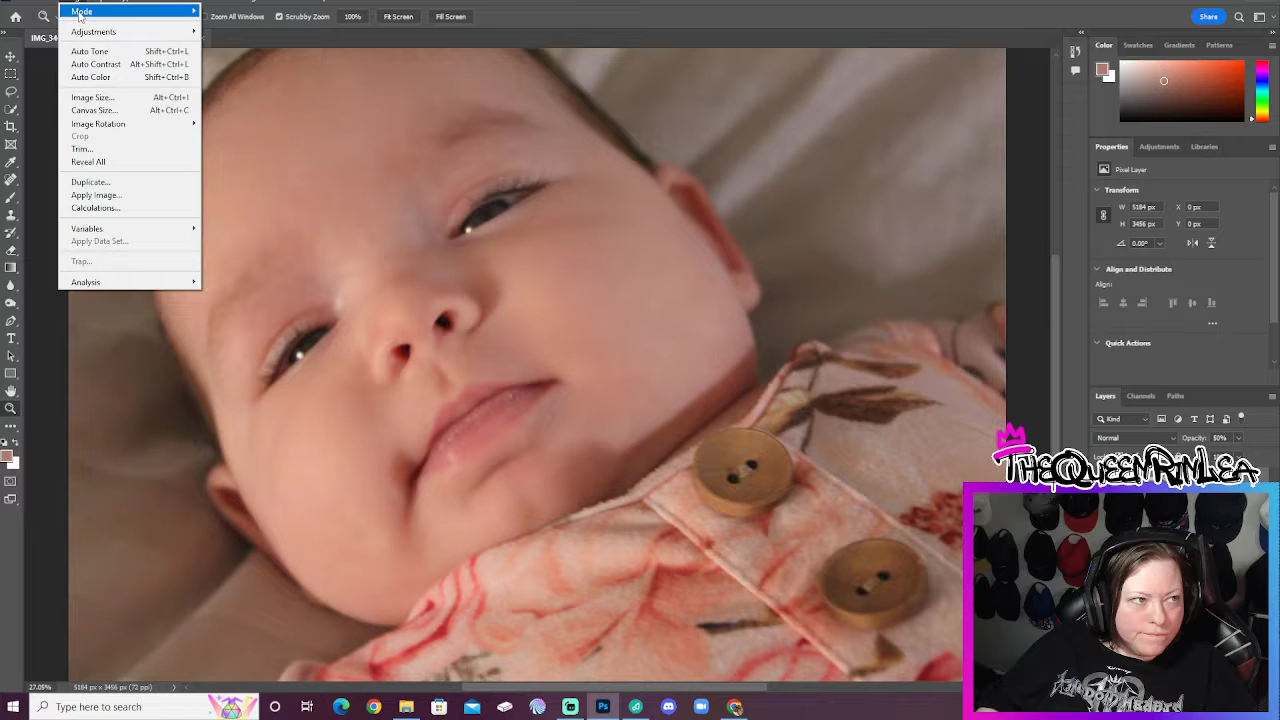 Mode
Scrubby Zoom
All Windows
100%
Fit Screen
Fill Screen
Share
IMG_34
Adjustments
Auto Tone Shift+Ctrl+L
Auto Contrast Alt+Shift+Ctrl+L
Auto Color Shift+Ctrl+B
Image Size... Alt+Ctrl+I
Canvas Size... Alt+Ctrl+C
Image Rotation
Crop
Trim...
Reveal All
Duplicate...
Apply Image...
Calculations...
Variables
Apply Data Set...
Trap...
Analysis
Color Swatches Gradients Patterns
Properties Adjustments Libraries
Pixel Layer
Transform
W 5184 px X 0 px
H 3456 px Y 0 px
0.00°
Align and Distribute
Align:
Quick Actions
Layers Channels Paths
Kind
Normal Opacity: 50%
THEQUEENRINLEA
27.05% 5184 px x 3456 px (72 ppi)
Type here to search
Ps